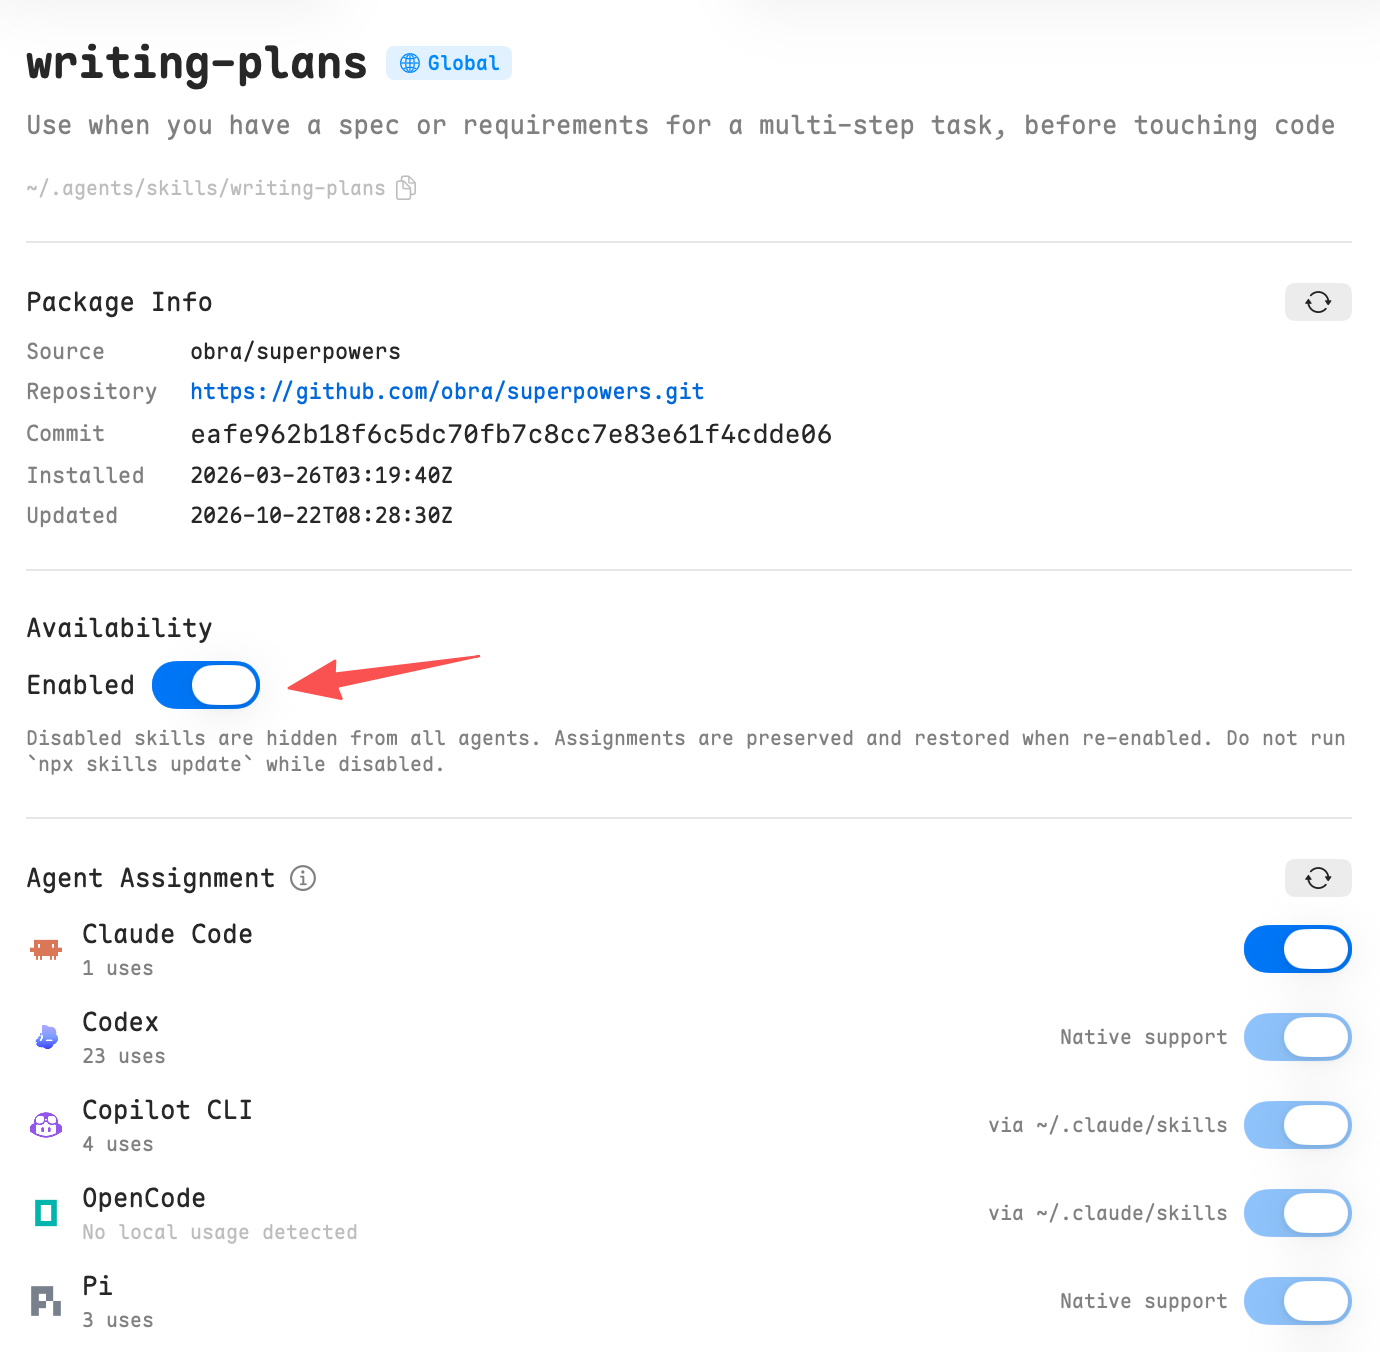 writing-plans
Global
Use when you have a spec or requirements for a multi-step task, before touching code
~/.agents/skills/writing-plans
Package Info
Source obra/superpowers
Repository https://github.com/obra/superpowers.git
Commit eafe962b18f6c5dc70fb7c8cc7e83e61f4cdde06
Installed 2026-03-26T03:19:40Z
Updated 2026-10-22T08:28:30Z
Availability
Enabled
Disabled skills are hidden from all agents. Assignments are preserved and restored when re-enabled. Do not run
`npx skills update` while disabled.
Agent Assignment
Claude Code
1 uses
Codex
23 uses
Native support
Copilot CLI
4 uses
via ~/.claude/skills
OpenCode
No local usage detected
via ~/.claude/skills
Pi
3 uses
Native support